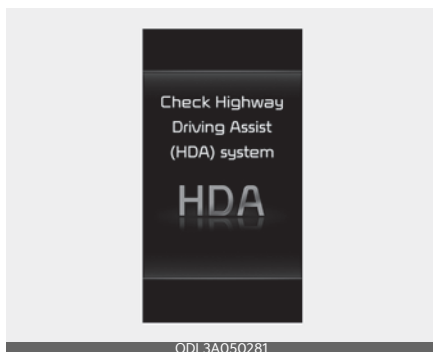 Check Highway
Driving Assist
(HDA) system
HDA
ODL3A050281